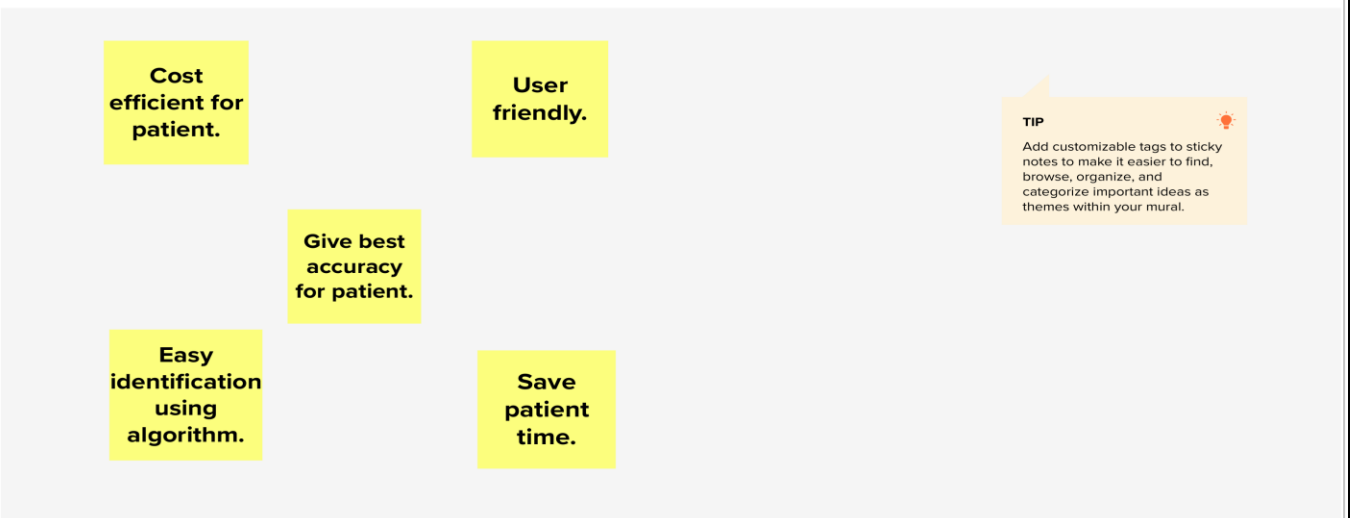 Cost
efficient for
patient.
User
friendly.
Give best
accuracy
for patient.
Easy
identification
using
algorithm.
Save
patient
time.
TIP
Add customizable tags to sticky
notes to make it easier to find,
browse, organize, and
categorize important ideas as
themes within your mural.